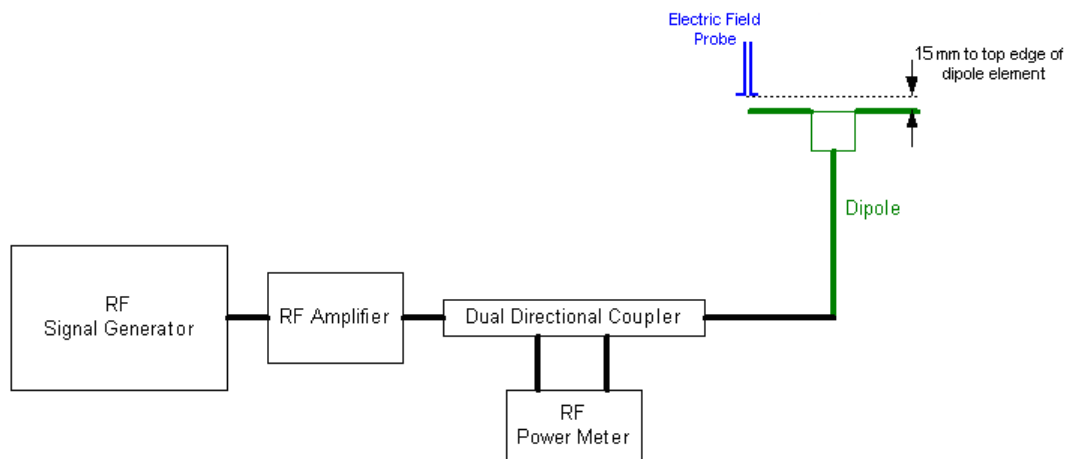 Electric Field
Probe
15 mm to top edge of
dipole element
Dipole
RF
Signal Generator
RF Amplifier
Dual Directional Coupler
RF
Power Meter